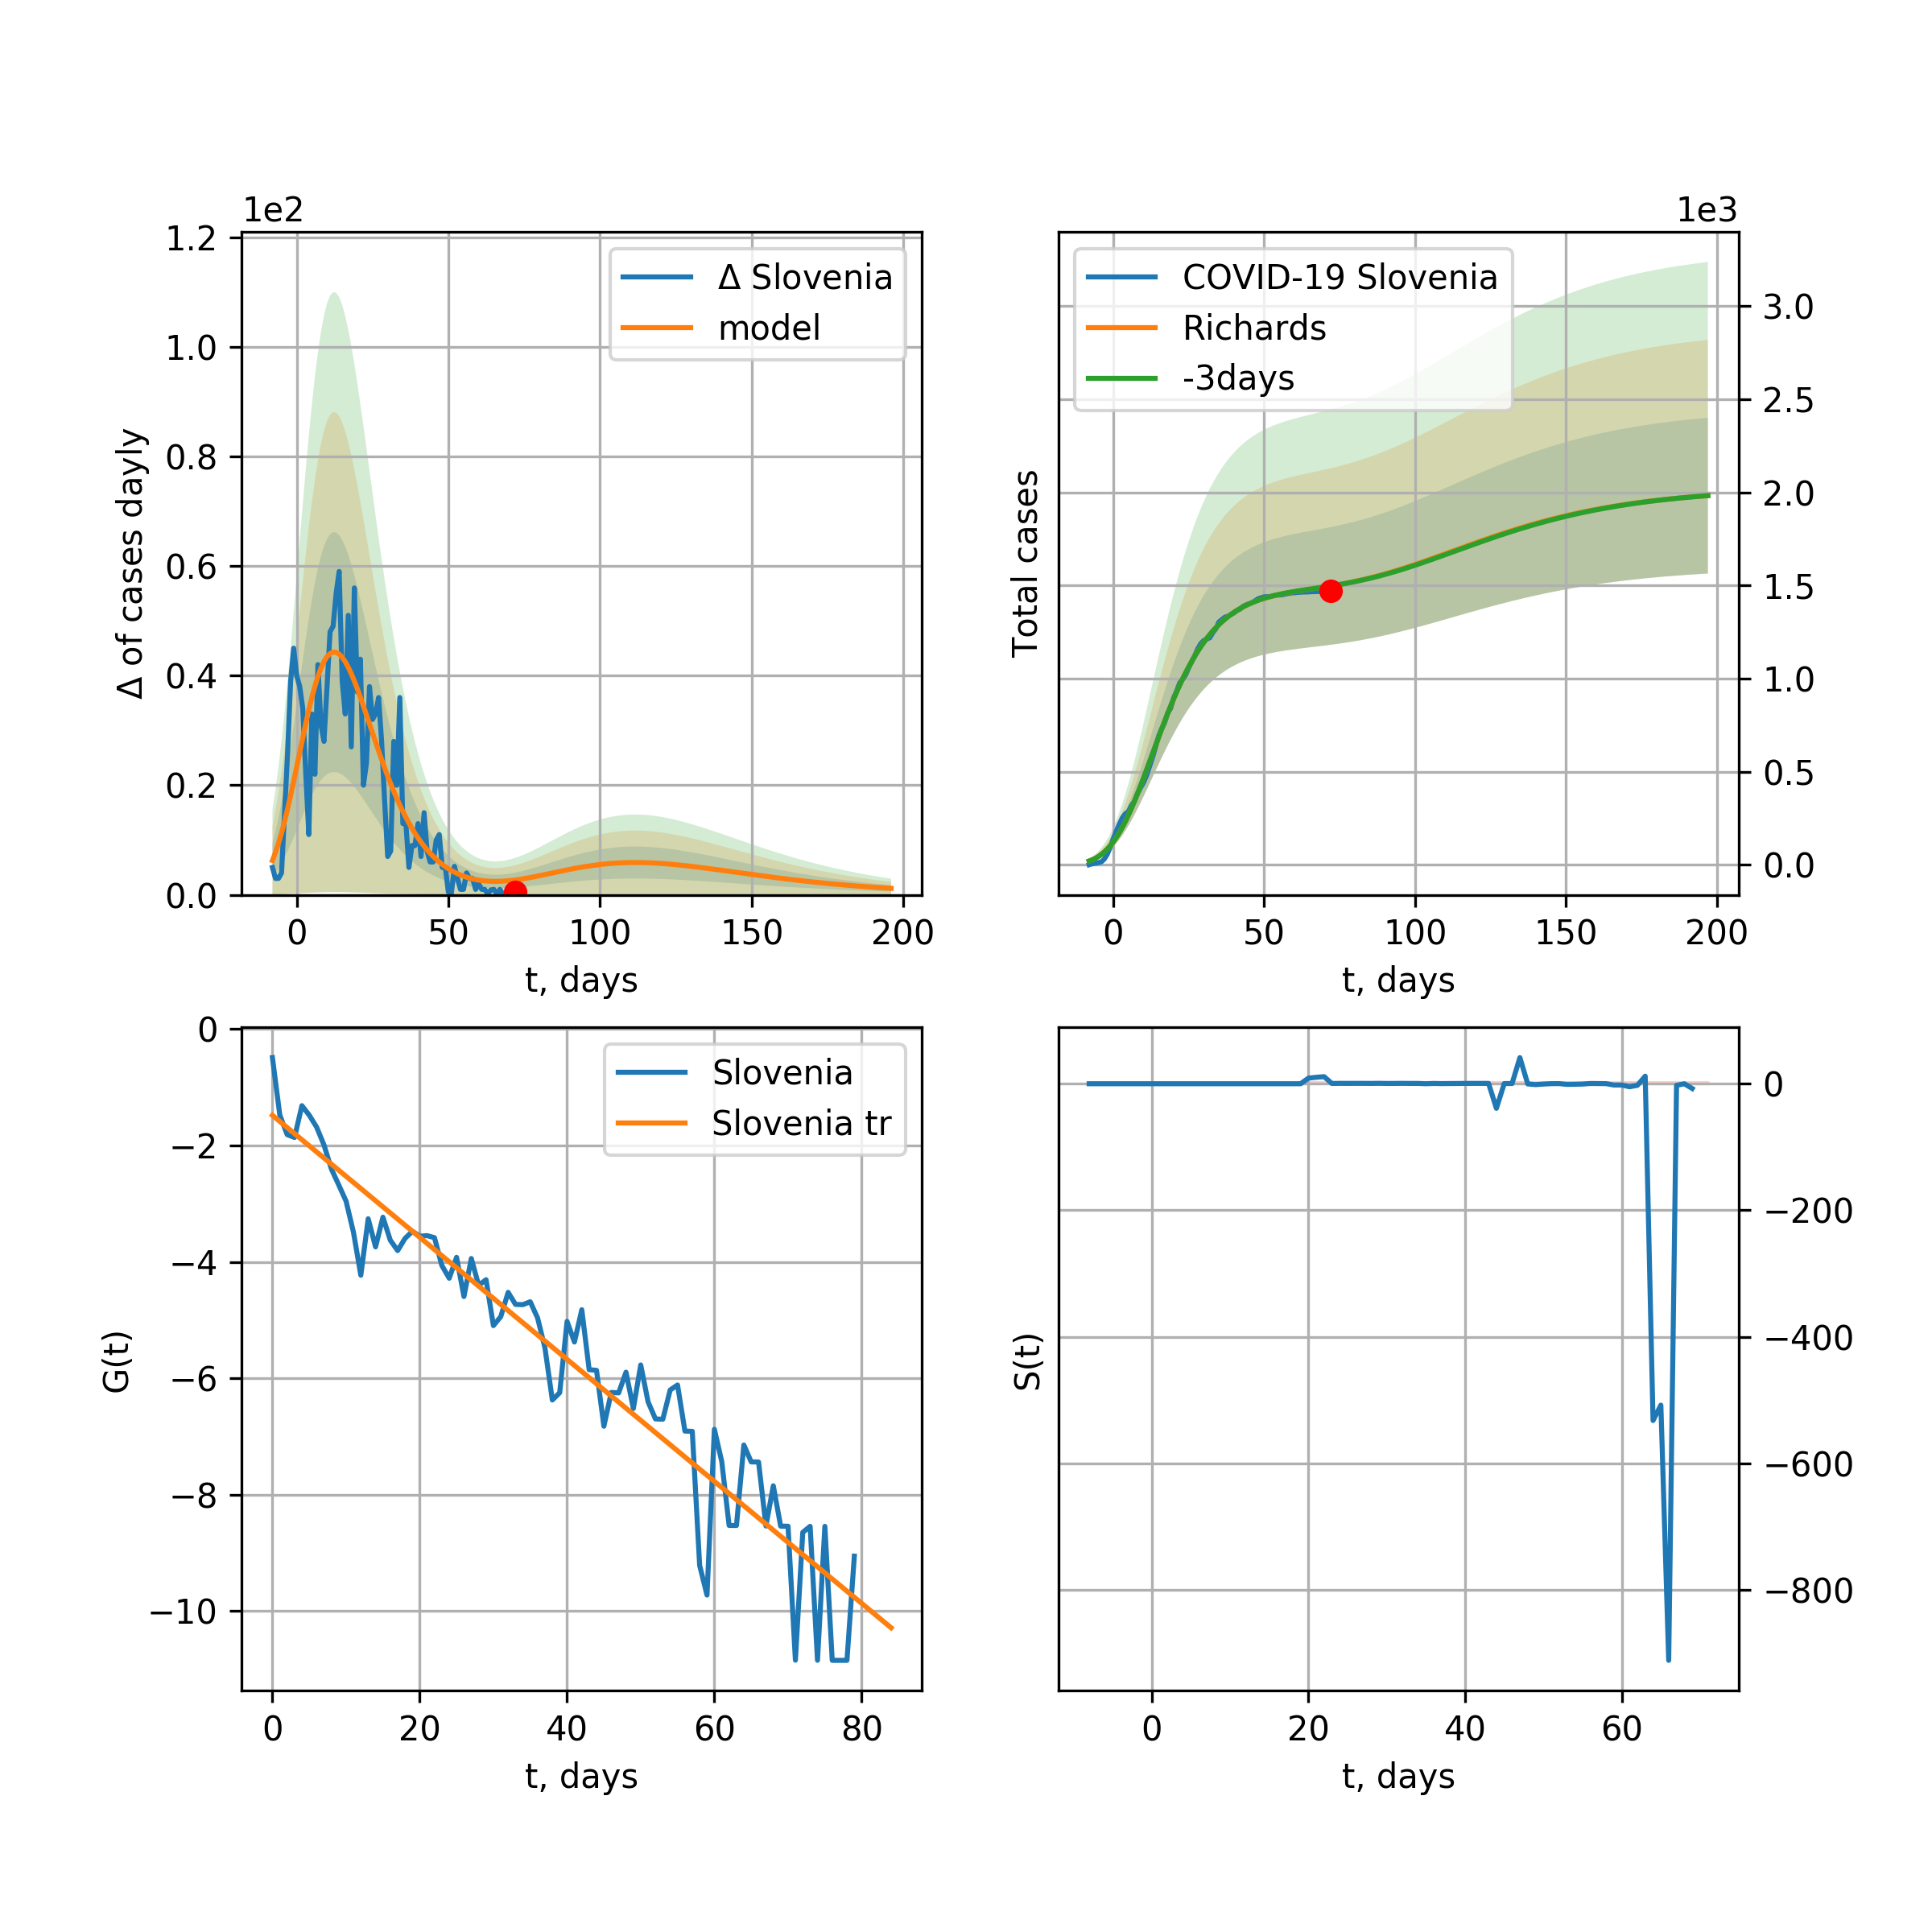 1e2
1.2
1.0
0.8
0.6
0.4
0.2
0.0
Δ of cases dayly
Δ Slovenia
model
0 50 100 150 200
t, days
1e3
COVID-19 Slovenia
Richards
-3days
3.0
2.5
2.0
1.5
1.0
0.5
0.0
Total cases
0 50 100 150 200
t, days
0
−2
−4
−6
−8
−10
G(t)
Slovenia
Slovenia tr
0 20 40 60 80
t, days
0
−200
−400
−600
−800
S(t)
0 20 40 60
t, days